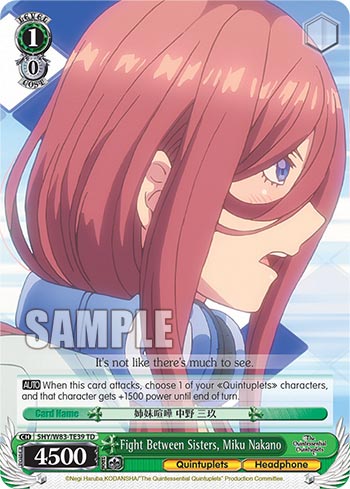 LEVEL
1
0
COST
SAMPLE
It's not like there's much to see.
AUTO When this card attacks, choose 1 of your «Quintuplets» characters,
and that character gets +1500 power until end of turn.
Card Name 姉妹喧嘩 中野 三玖
CH 5HY/W83-TE39 TD
Fight Between Sisters, Miku Nakano
The Quintessential Quintuplets
4500
Quintuplets Headphone
©Negi Haruba,KODANSHA/"The Quintessential Quintuplets" Production Committee.